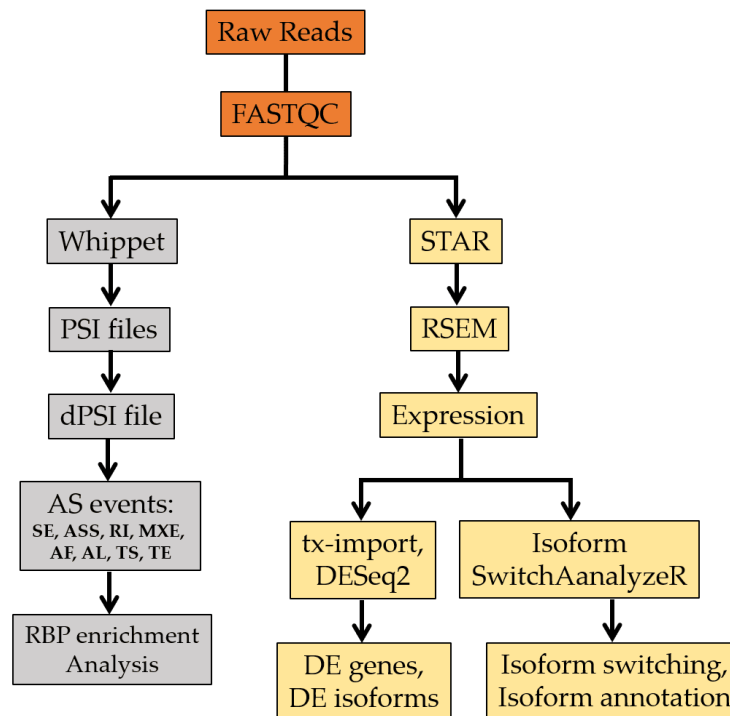 Raw Reads
FASTQC
Whippet
PSI files
dPSI file
AS events:
SE, ASS, RI, MXE,
AF, AL, TS, TE
RBP enrichment
Analysis
STAR
RSEM
Expression
tx-import,
DESeq2
DE genes,
DE isoforms
Isoform
SwitchAanalyzeR
Isoform switching,
Isoform annotation